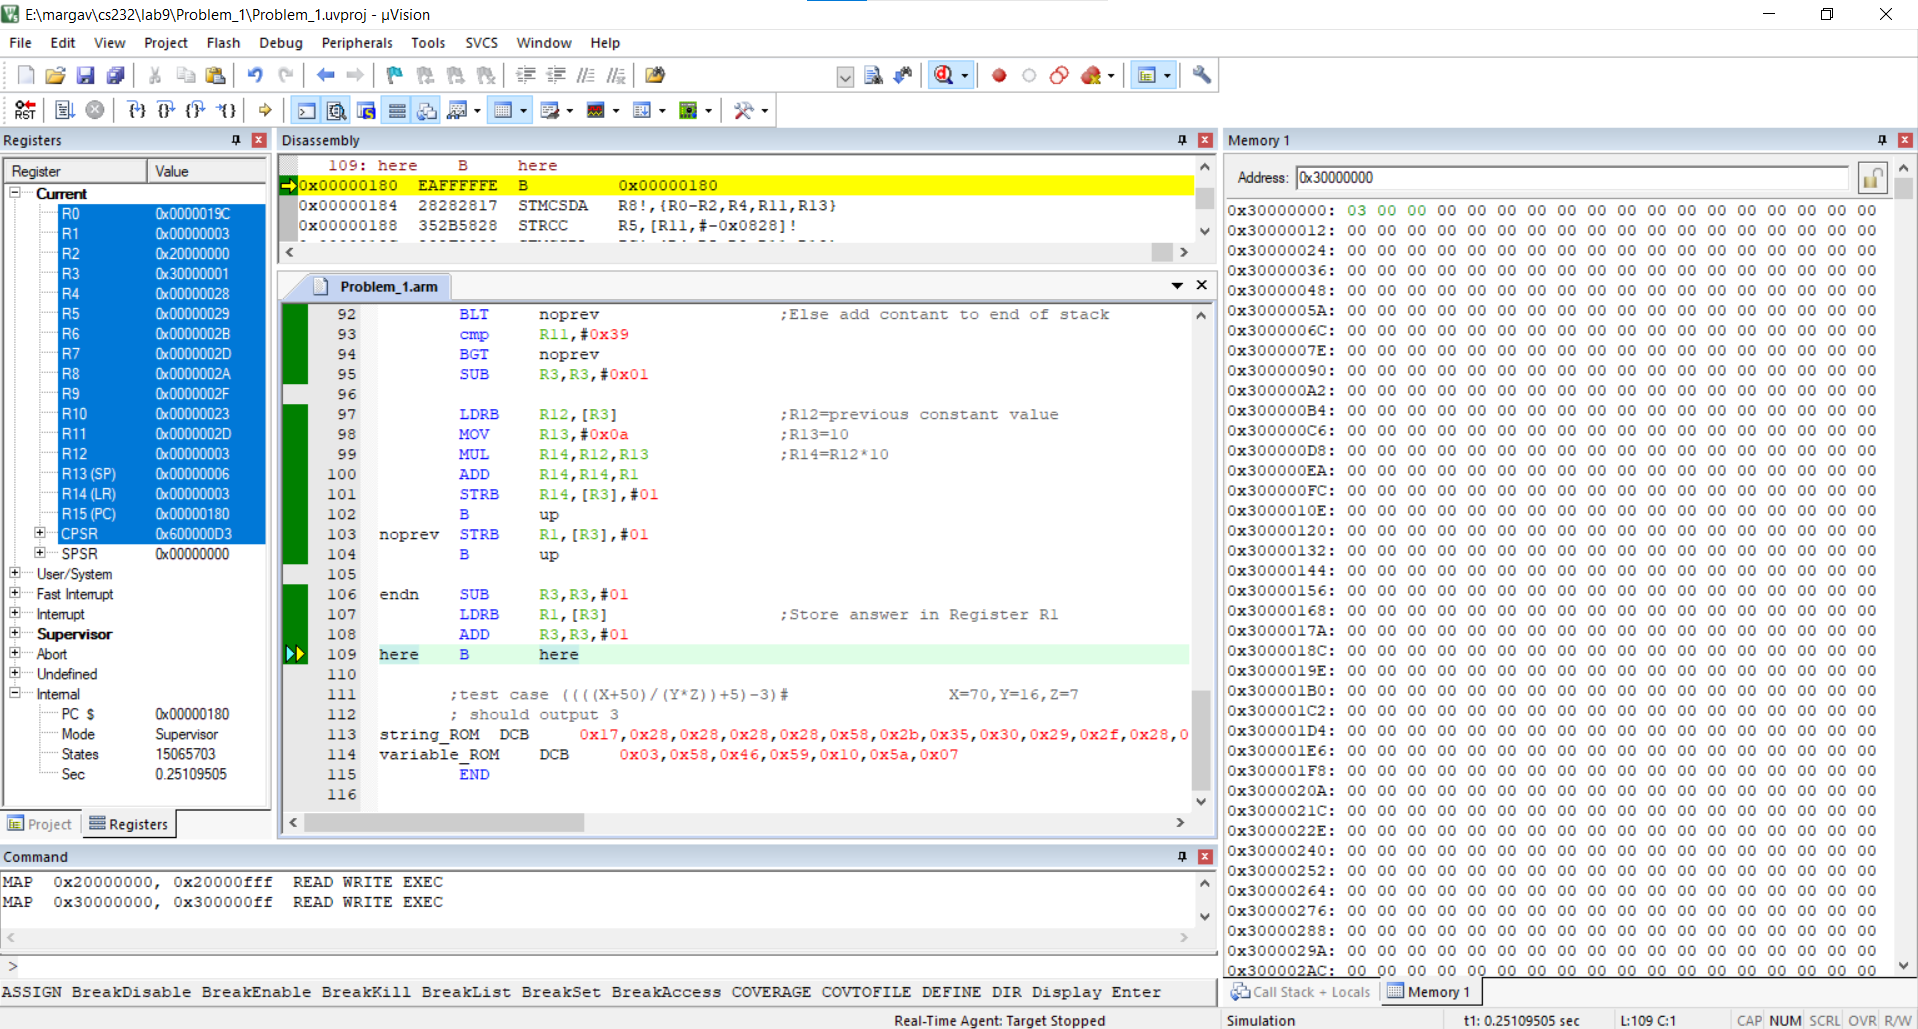 E:\margav\cs232\lab9\Problem_1\Problem_1.uvproj - µVision
File Edit View Project Flash Debug Peripherals Tools SVCS Window Help
Registers
Register Value
Current
R0 0x0000019C
R1 0x00000003
R2 0x20000000
R3 0x30000001
R4 0x00000028
R5 0x00000029
R6 0x0000002B
R7 0x0000002D
R8 0x0000002A
R9 0x0000002F
R10 0x00000023
R11 0x0000002D
R12 0x00000003
R13 (SP) 0x00000006
R14 (LR) 0x00000003
R15 (PC) 0x00000180
CPSR 0x600000D3
SPSR 0x00000000
User/System
Fast Interrupt
Interrupt
Supervisor
Abort
Undefined
Internal
PC $ 0x00000180
Mode Supervisor
States 15065703
Sec 0.25109505
Project Registers
Disassembly
109: here B here
0x00000180 EAFFFFFE B 0x00000180
0x00000184 28282817 STMCSDA R8!,{R0-R2,R4,R11,R13}
0x00000188 352B5828 STRCC R5,[R11,#-0x0828]!
Problem_1.arm
92 BLT noprev ;Else add contant to end of stack
93 cmp R11,#0x39
94 BGT noprev
95 SUB R3,R3,#0x01
96
97 LDRB R12,[R3] ;R12=previous constant value
98 MOV R13,#0x0a ;R13=10
99 MUL R14,R12,R13 ;R14=R12*10
100 ADD R14,R14,R1
101 STRB R14,[R3],#01
102 B up
103 noprev STRB R1,[R3],#01
104 B up
105
106 endn SUB R3,R3,#01
107 LDRB R1,[R3] ;Store answer in Register R1
108 ADD R3,R3,#01
109 here B here
110
111 ;test case ((((X+50)/(Y*Z))+5)-3)# X=70,Y=16,Z=7
112 ; should output 3
113 string_ROM DCB 0x17,0x28,0x28,0x28,0x28,0x58,0x2b,0x35,0x30,0x29,0x2f,0x28,0
114 variable_ROM DCB 0x03,0x58,0x46,0x59,0x10,0x5a,0x07
115 END
116
Memory 1
Address: 0x30000000
0x30000000: 03 00 00 00 00 00 00 00 00 00 00 00 00 00 00 00 00 00
0x30000012: 00 00 00 00 00 00 00 00 00 00 00 00 00 00 00 00 00 00
0x30000024: 00 00 00 00 00 00 00 00 00 00 00 00 00 00 00 00 00 00
0x30000036: 00 00 00 00 00 00 00 00 00 00 00 00 00 00 00 00 00 00
0x30000048: 00 00 00 00 00 00 00 00 00 00 00 00 00 00 00 00 00 00
0x3000005A: 00 00 00 00 00 00 00 00 00 00 00 00 00 00 00 00 00 00
0x3000006C: 00 00 00 00 00 00 00 00 00 00 00 00 00 00 00 00 00 00
0x3000007E: 00 00 00 00 00 00 00 00 00 00 00 00 00 00 00 00 00 00
0x30000090: 00 00 00 00 00 00 00 00 00 00 00 00 00 00 00 00 00 00
0x300000A2: 00 00 00 00 00 00 00 00 00 00 00 00 00 00 00 00 00 00
0x300000B4: 00 00 00 00 00 00 00 00 00 00 00 00 00 00 00 00 00 00
0x300000C6: 00 00 00 00 00 00 00 00 00 00 00 00 00 00 00 00 00 00
0x300000D8: 00 00 00 00 00 00 00 00 00 00 00 00 00 00 00 00 00 00
0x300000EA: 00 00 00 00 00 00 00 00 00 00 00 00 00 00 00 00 00 00
0x300000FC: 00 00 00 00 00 00 00 00 00 00 00 00 00 00 00 00 00 00
0x3000010E: 00 00 00 00 00 00 00 00 00 00 00 00 00 00 00 00 00 00
0x30000120: 00 00 00 00 00 00 00 00 00 00 00 00 00 00 00 00 00 00
0x30000132: 00 00 00 00 00 00 00 00 00 00 00 00 00 00 00 00 00 00
0x30000144: 00 00 00 00 00 00 00 00 00 00 00 00 00 00 00 00 00 00
0x30000156: 00 00 00 00 00 00 00 00 00 00 00 00 00 00 00 00 00 00
0x30000168: 00 00 00 00 00 00 00 00 00 00 00 00 00 00 00 00 00 00
0x3000017A: 00 00 00 00 00 00 00 00 00 00 00 00 00 00 00 00 00 00
0x3000018C: 00 00 00 00 00 00 00 00 00 00 00 00 00 00 00 00 00 00
0x3000019E: 00 00 00 00 00 00 00 00 00 00 00 00 00 00 00 00 00 00
0x300001B0: 00 00 00 00 00 00 00 00 00 00 00 00 00 00 00 00 00 00
0x300001C2: 00 00 00 00 00 00 00 00 00 00 00 00 00 00 00 00 00 00
0x300001D4: 00 00 00 00 00 00 00 00 00 00 00 00 00 00 00 00 00 00
0x300001E6: 00 00 00 00 00 00 00 00 00 00 00 00 00 00 00 00 00 00
0x300001F8: 00 00 00 00 00 00 00 00 00 00 00 00 00 00 00 00 00 00
0x3000020A: 00 00 00 00 00 00 00 00 00 00 00 00 00 00 00 00 00 00
0x3000021C: 00 00 00 00 00 00 00 00 00 00 00 00 00 00 00 00 00 00
0x3000022E: 00 00 00 00 00 00 00 00 00 00 00 00 00 00 00 00 00 00
0x30000240: 00 00 00 00 00 00 00 00 00 00 00 00 00 00 00 00 00 00
0x30000252: 00 00 00 00 00 00 00 00 00 00 00 00 00 00 00 00 00 00
0x30000264: 00 00 00 00 00 00 00 00 00 00 00 00 00 00 00 00 00 00
0x30000276: 00 00 00 00 00 00 00 00 00 00 00 00 00 00 00 00 00 00
0x30000288: 00 00 00 00 00 00 00 00 00 00 00 00 00 00 00 00 00 00
0x3000029A: 00 00 00 00 00 00 00 00 00 00 00 00 00 00 00 00 00 00
0x300002AC: 00 00 00 00 00 00 00 00 00 00 00 00 00 00 00 00 00 00
Call Stack + Locals Memory 1
Command
MAP 0x20000000, 0x20000fff READ WRITE EXEC
MAP 0x30000000, 0x300000ff READ WRITE EXEC
>
ASSIGN BreakDisable BreakEnable BreakKill BreakList BreakSet BreakAccess COVERAGE COVTOFILE DEFINE DIR Display Enter
Real-Time Agent: Target Stopped Simulation t1: 0.25109505 sec L:109 C:1 CAP NUM SCRL OVR R/W